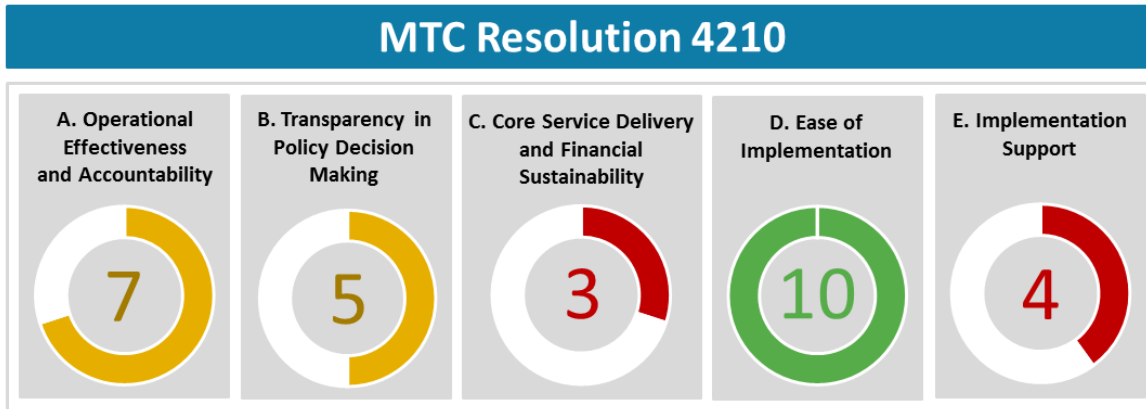 MTC Resolution 4210
A. Operational
Effectiveness
and Accountability
7
B. Transparency in
Policy Decision
Making
5
C. Core Service Delivery
and Financial
Sustainability
3
D. Ease of
Implementation
10
E. Implementation
Support
4